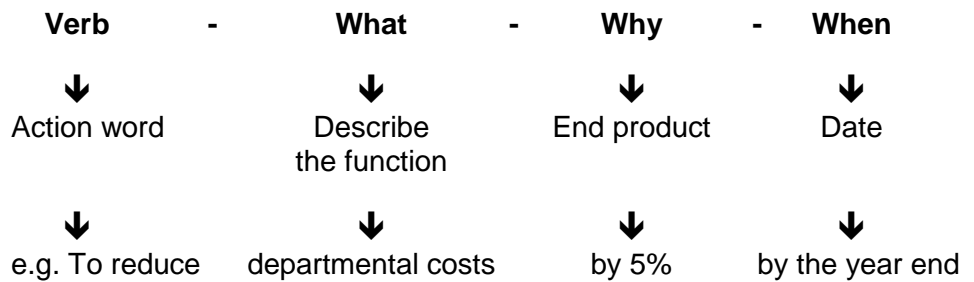 Verb - What - Why - When
Action word Describe End product Date
the function
e.g. To reduce departmental costs by 5% by the year end